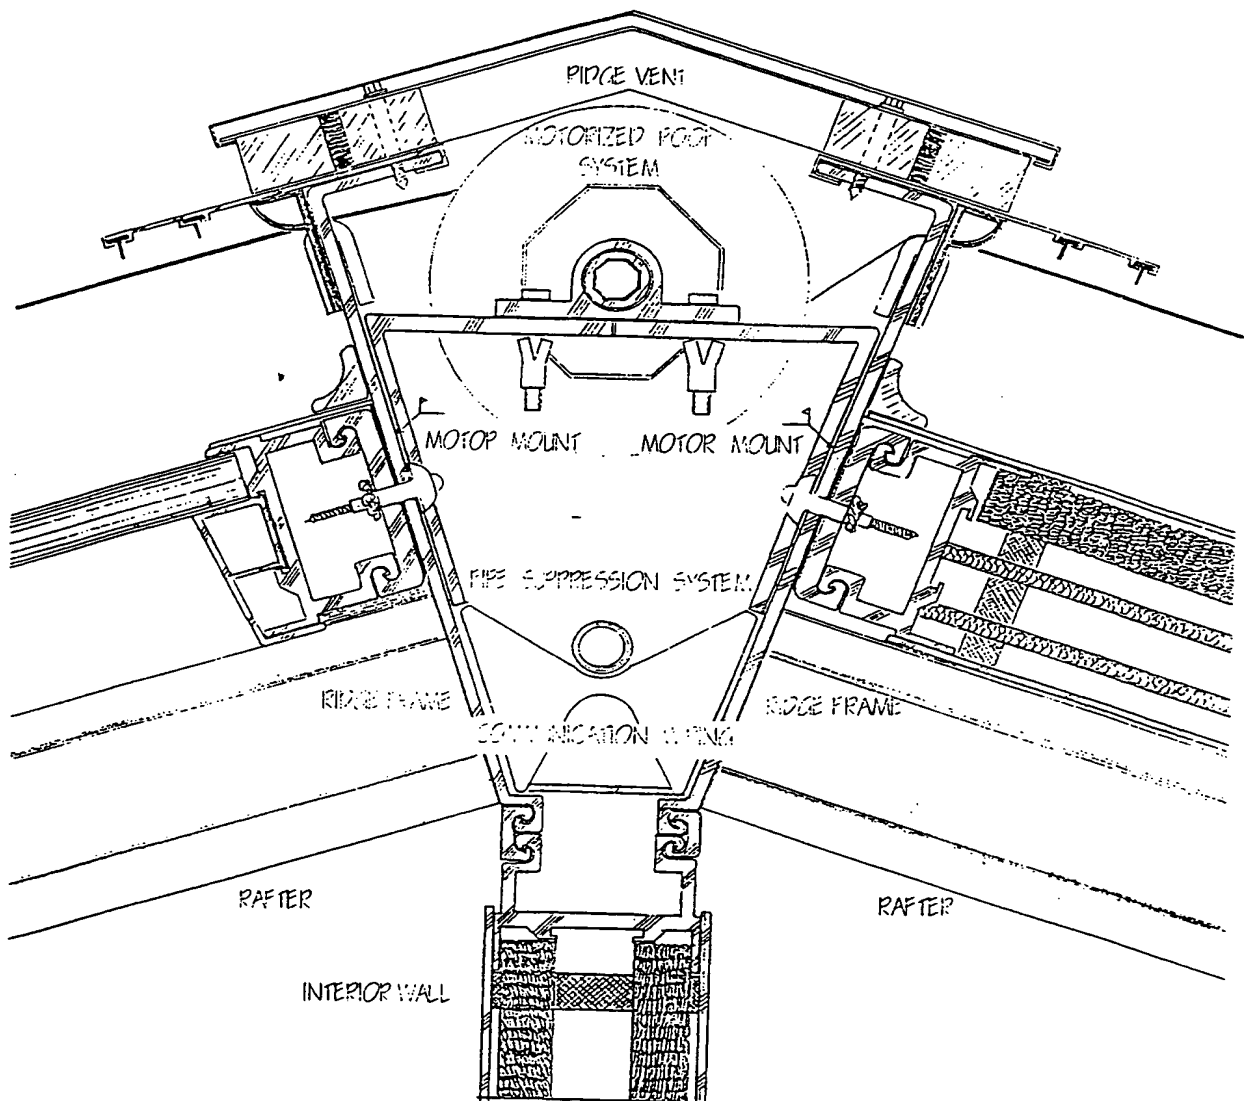 RIDGE VENT
MOTORIZED ROOF
SYSTEM
MOTOR MOUNT
MOTOR MOUNT
FIRE SUPPRESSION SYSTEM
RIDGE FRAME
RIDGE FRAME
COMMUNICATION WIRING
RAFTER
RAFTER
INTERIOR WALL